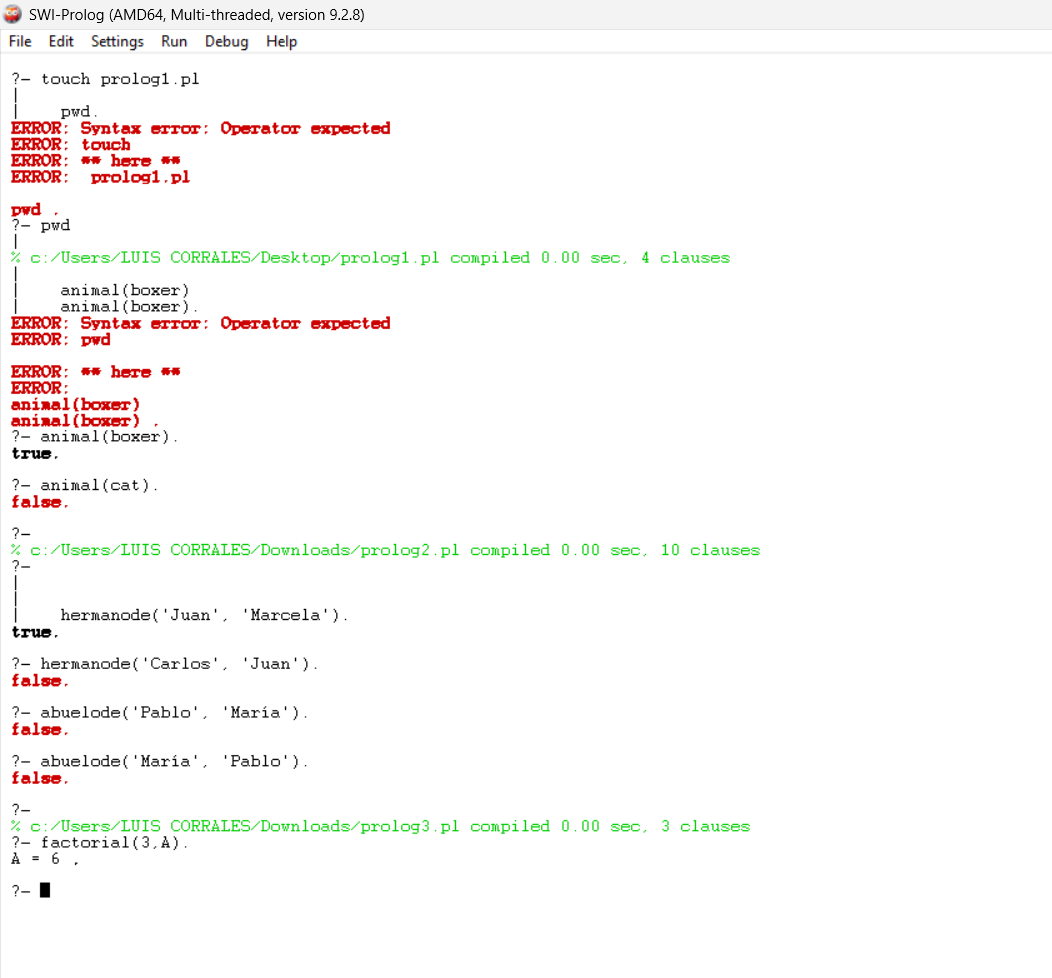 SWI-Prolog (AMD64, Multi-threaded, version 9.2.8)
File Edit Settings Run Debug Help
?- touch prolog1.pl
|
|    pwd.
ERROR: Syntax error: Operator expected
ERROR: touch
ERROR: ** here **
ERROR:  prolog1.pl
pwd .
?- pwd
|
% c:/Users/LUIS CORRALES/Desktop/prolog1.pl compiled 0.00 sec, 4 clauses
|
|    animal(boxer)
|    animal(boxer).
ERROR: Syntax error: Operator expected
ERROR: pwd
ERROR: ** here **
ERROR:
animal(boxer)
animal(boxer) .
?- animal(boxer).
true.
?- animal(cat).
false.
?-
% c:/Users/LUIS CORRALES/Downloads/prolog2.pl compiled 0.00 sec, 10 clauses
?-
|
|
|    hermanode('Juan', 'Marcela').
true.
?- hermanode('Carlos', 'Juan').
false.
?- abuelode('Pablo', 'María').
false.
?- abuelode('María', 'Pablo').
false.
?-
% c:/Users/LUIS CORRALES/Downloads/prolog3.pl compiled 0.00 sec, 3 clauses
?- factorial(3,A).
A = 6 .
?-